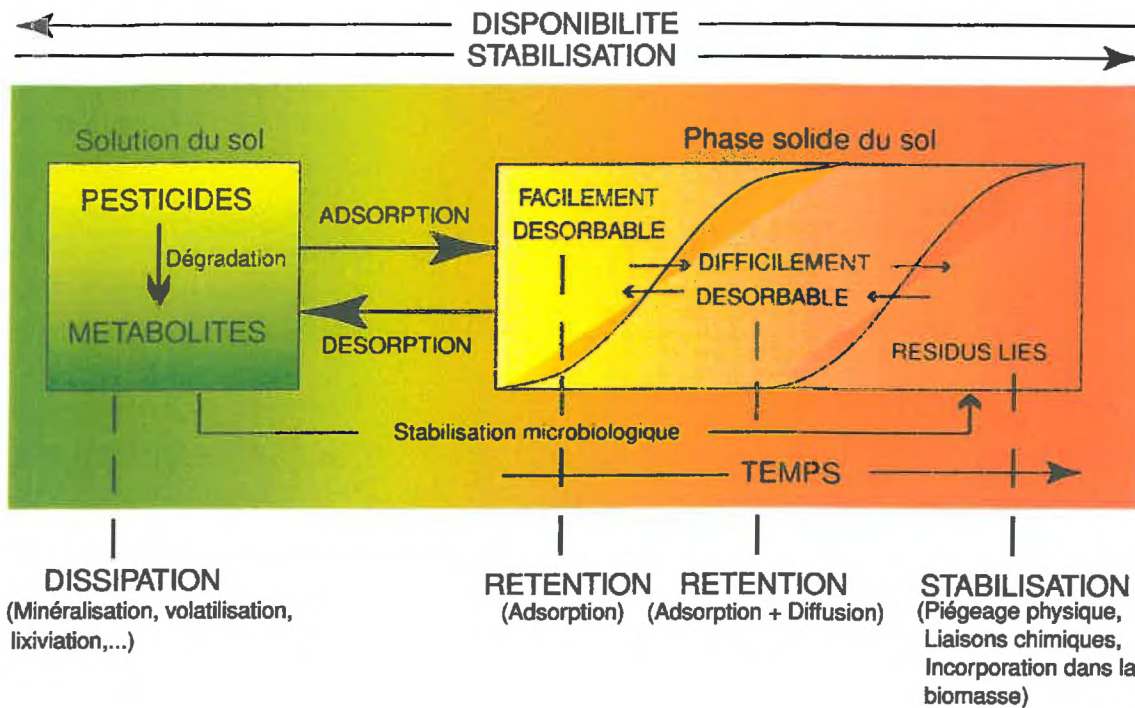 DISPONIBILITE
STABILISATION
Solution du sol
Phase solide du sol
PESTICIDES
Dégradation
METABOLITES
ADSORPTION
DESORPTION
FACILEMENT
DESORBABLE
DIFFICILEMENT
DESORBABLE
RESIDUS LIES
Stabilisation microbiologique
TEMPS
DISSIPATION
(Minéralisation, volatilisation,
lixiviation,...)
RETENTION
(Adsorption)
RETENTION
(Adsorption + Diffusion)
STABILISATION
(Piégeage physique,
Liaisons chimiques,
Incorporation dans la
biomasse)